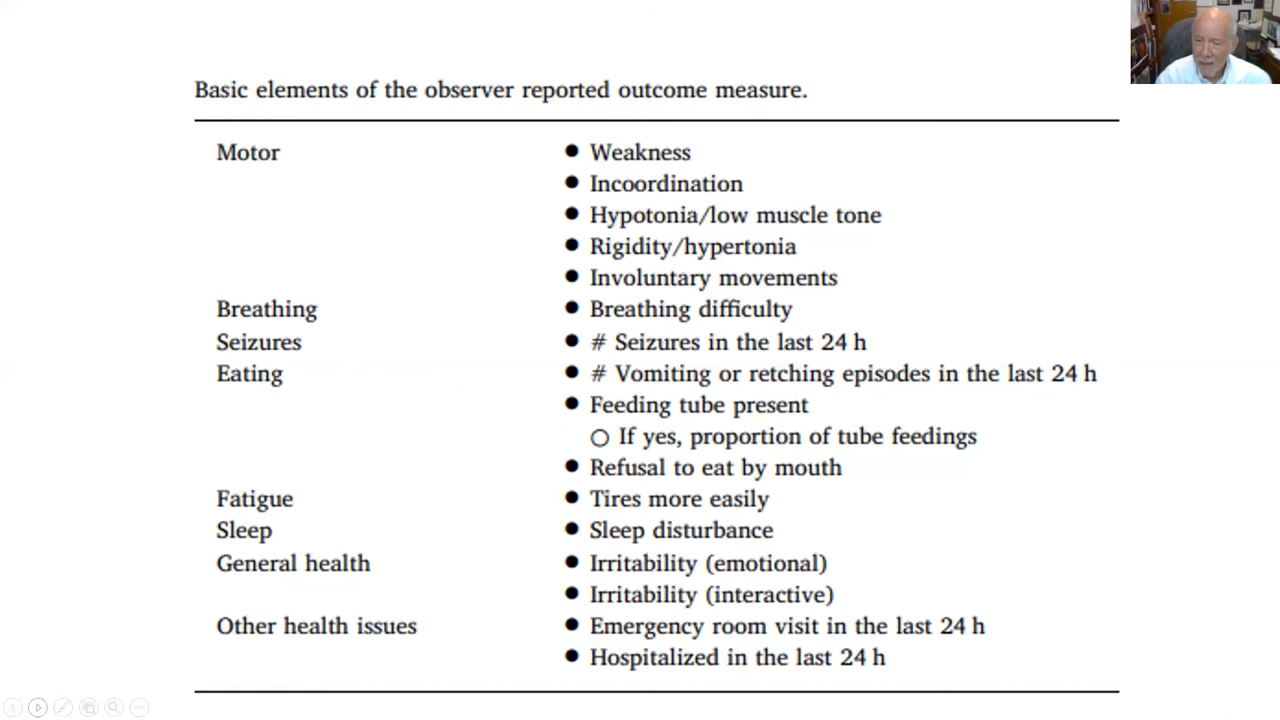 Basic elements of the observer reported outcome measure.
Motor ● Weakness
● Incoordination
● Hypotonia/low muscle tone
● Rigidity/hypertonia
● Involuntary movements
Breathing ● Breathing difficulty
Seizures ● # Seizures in the last 24 h
Eating ● # Vomiting or retching episodes in the last 24 h
● Feeding tube present
○ If yes, proportion of tube feedings
● Refusal to eat by mouth
Fatigue ● Tires more easily
Sleep ● Sleep disturbance
General health ● Irritability (emotional)
● Irritability (interactive)
Other health issues ● Emergency room visit in the last 24 h
● Hospitalized in the last 24 h